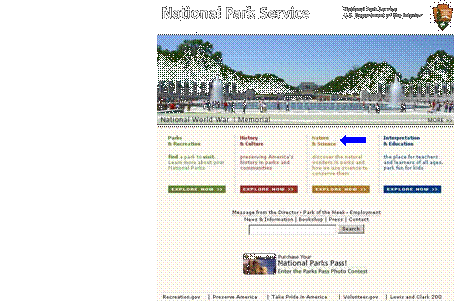 National Park Service
National Park Service
U.S. Department of the Interior
National World War II Memorial
MORE >>
Parks
& Recreation
find a park to visit.
Learn more about your
National Parks
EXPLORE NOW >>
History
& Culture
preserving America's
history in parks and
communities
EXPLORE NOW >>
Nature
& Science
discover the natural
wonders in parks and
how we use science to
conserve them
EXPLORE NOW >>
Interpretation
& Education
the place for teachers
and learners of all ages.
park fun for kids
EXPLORE NOW >>
Message from the Director - Park of the Week - Employment
News & Information | Bookshop | Press | Contact
Search
Purchase Your
National Parks Pass!
Enter the Parks Pass Photo Contest
Recreation.gov | Preserve America | Take Pride in America | Volunteer.gov | Lewis and Clark 200